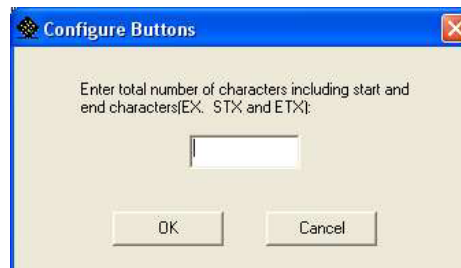 Configure Buttons
Enter total number of characters including start and
end characters(EX. STX and ETX):
OK Cancel